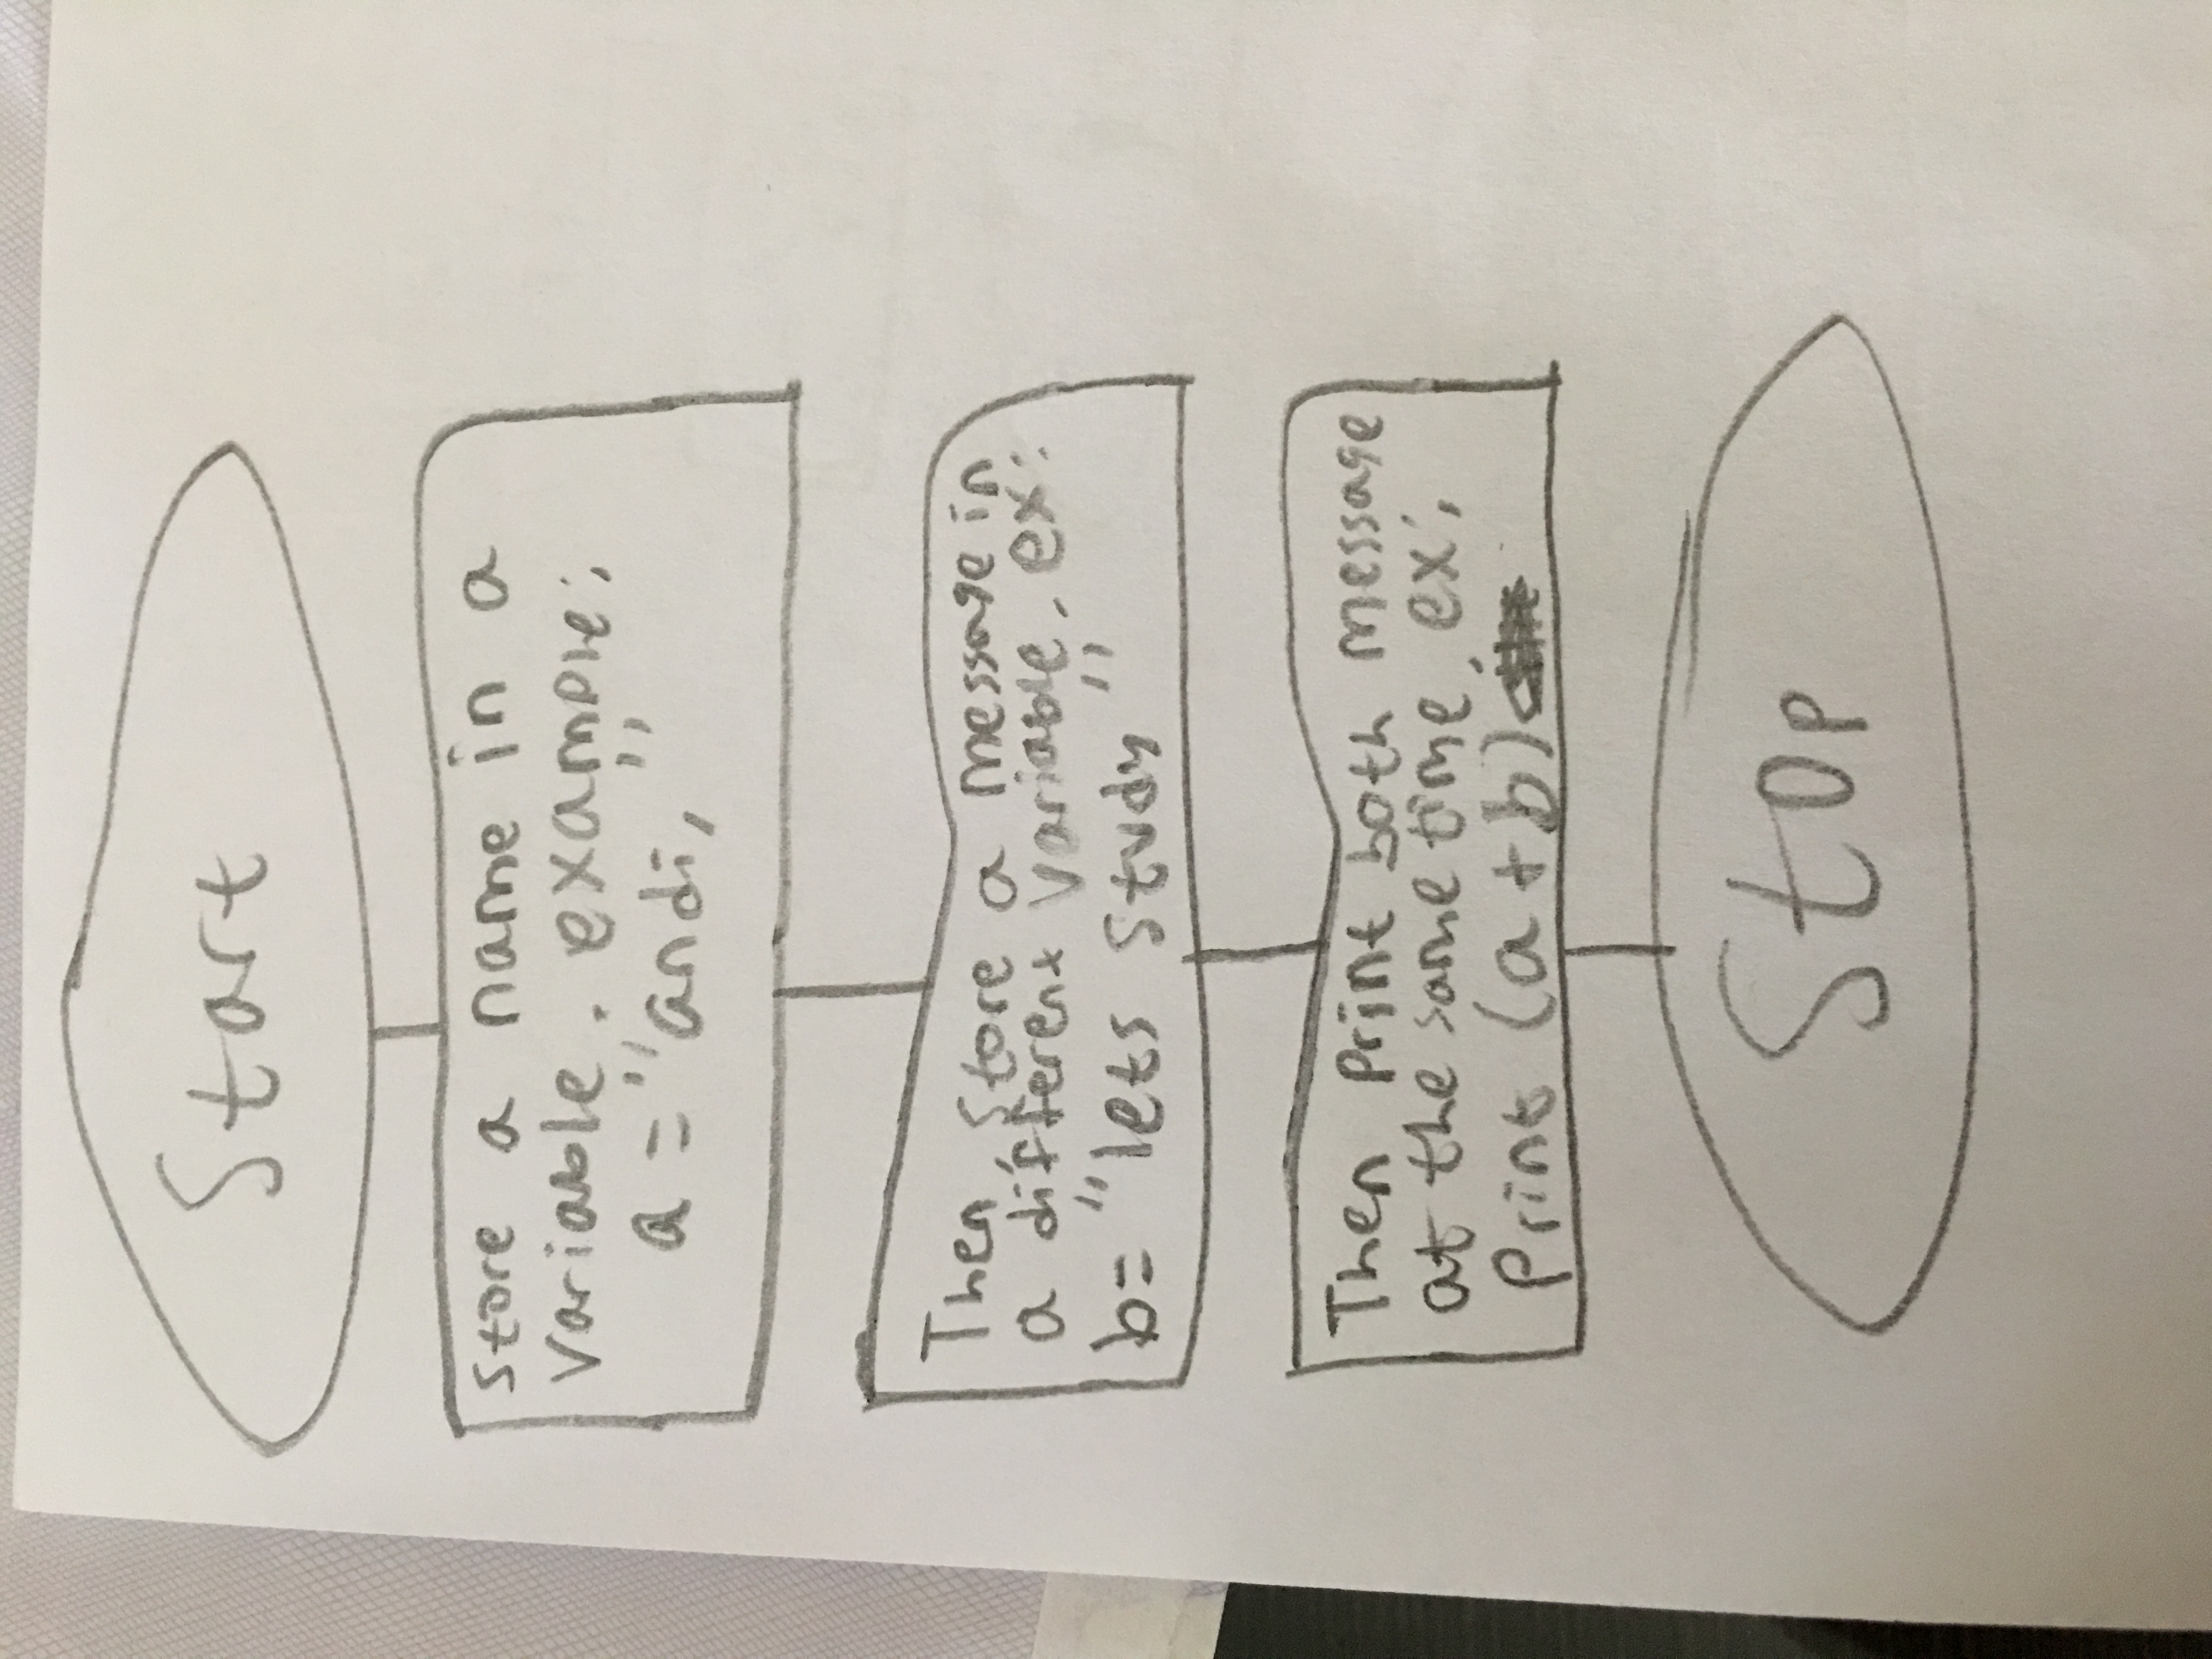 Start
store a name in a
variable. example:
a = "andi, "
Then, store a message in
a different variable. ex:
b= "lets study "
Then print both message
at the same time. ex:
Print (a + b)
Stop